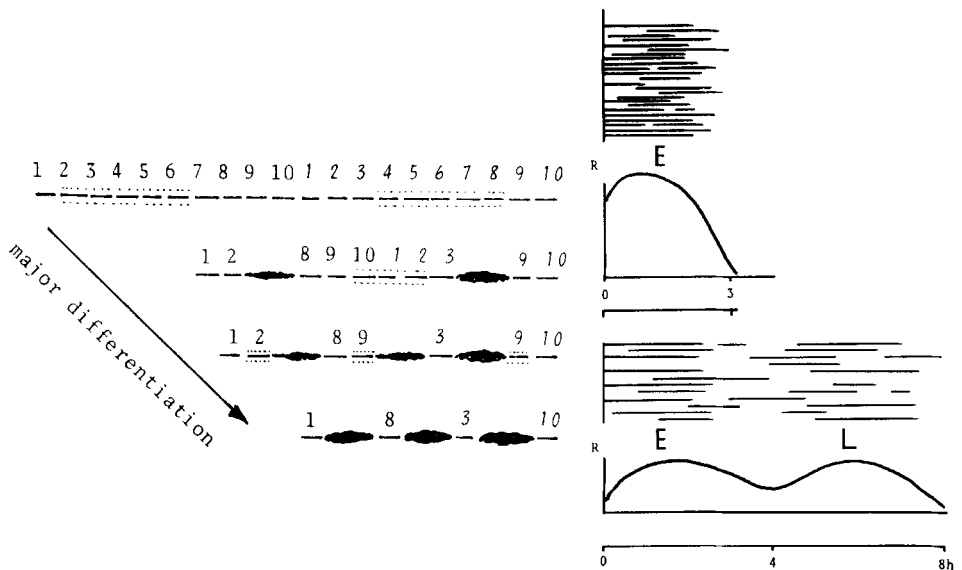 E
R
1 2 3 4 5 6 7 8 9 10 1 2 3 4 5 6 7 8 9 10
0 3
1 2 8 9 10 1 2 3 9 10
major differentiation
1 2 8 9 3 9 10
1 8 3 10
E L
R
0 4 8h